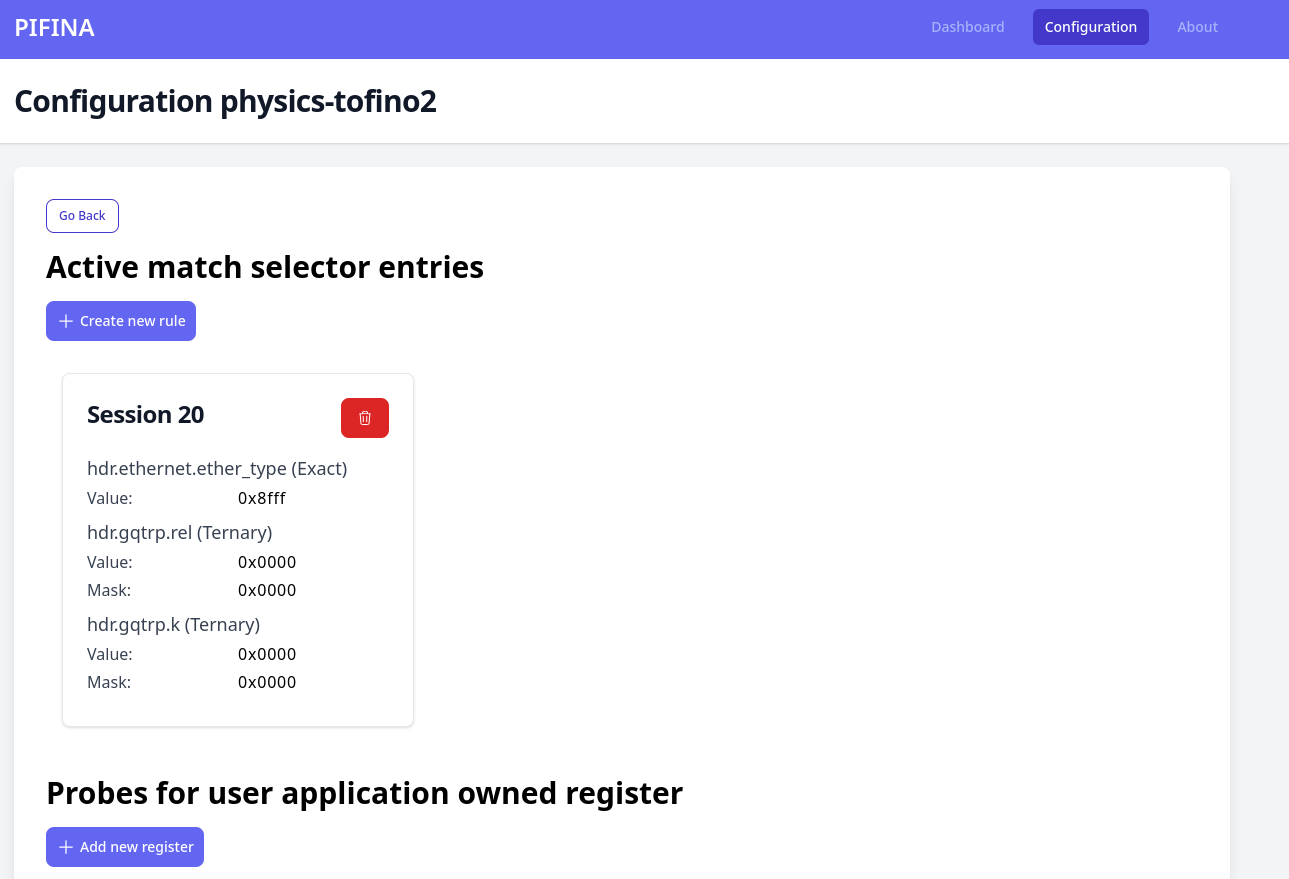 PIFINA
Dashboard
Configuration
About
Configuration physics-tofino2
Go Back
Active match selector entries
Create new rule
Session 20
hdr.ethernet.ether_type (Exact)
Value: 0x8fff
hdr.gqtrp.rel (Ternary)
Value: 0x0000
Mask: 0x0000
hdr.gqtrp.k (Ternary)
Value: 0x0000
Mask: 0x0000
Probes for user application owned register
Add new register